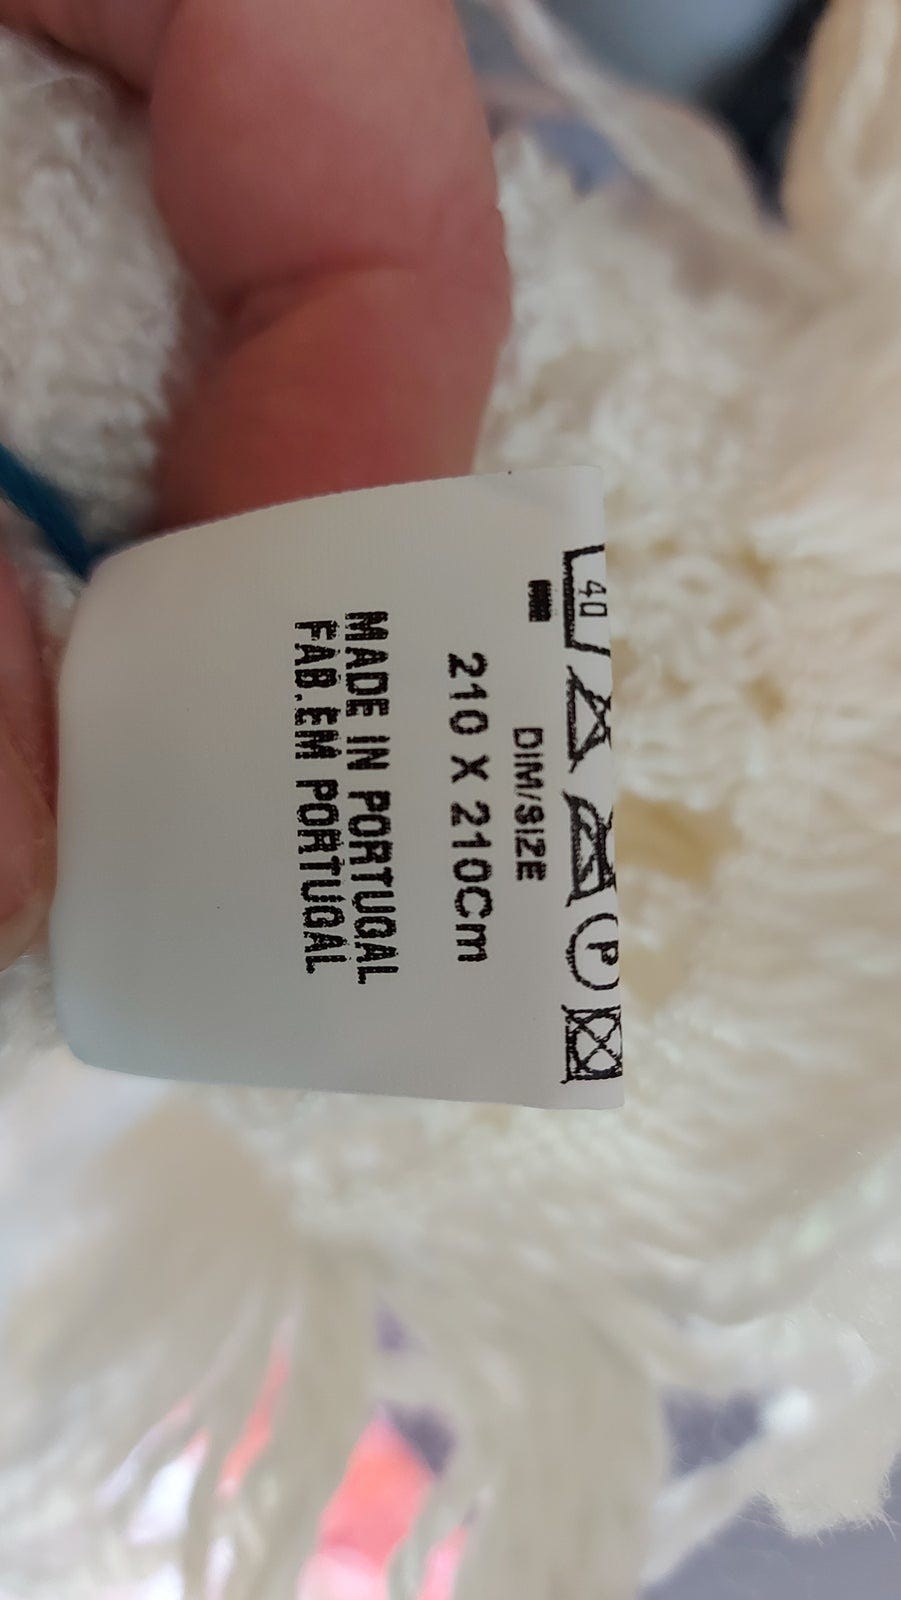 40
P
DIM/SIZE
210 X 210Cm
MADE IN PORTUGAL
FAB.EM PORTUGAL